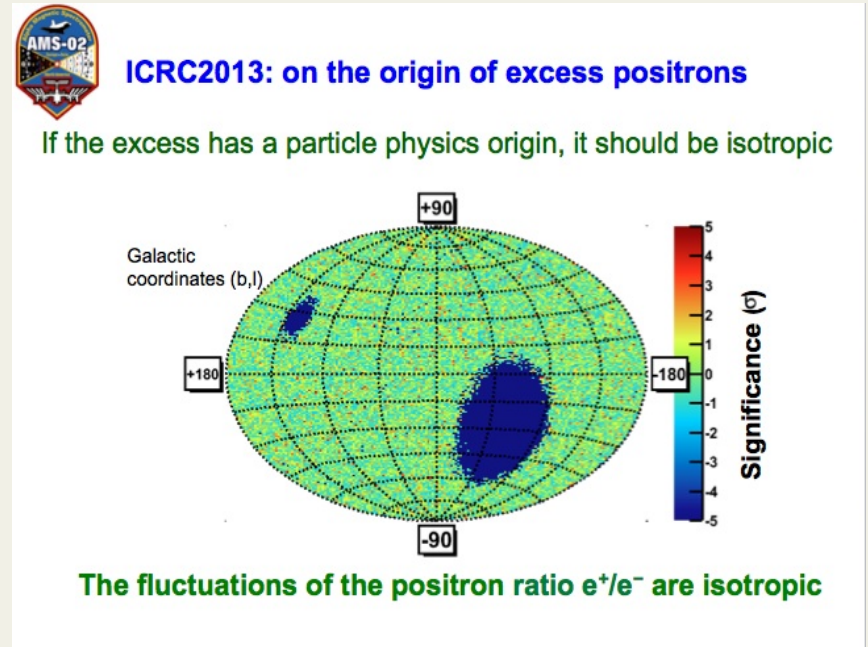 AMS-02
ICRC2013: on the origin of excess positrons
If the excess has a particle physics origin, it should be isotropic
+90
Galactic
coordinates (b,l)
+180
-180
-90
5
4
3
2
1
0
-1
-2
-3
-4
-5
Significance (σ)
The fluctuations of the positron ratio e⁺/e⁻ are isotropic